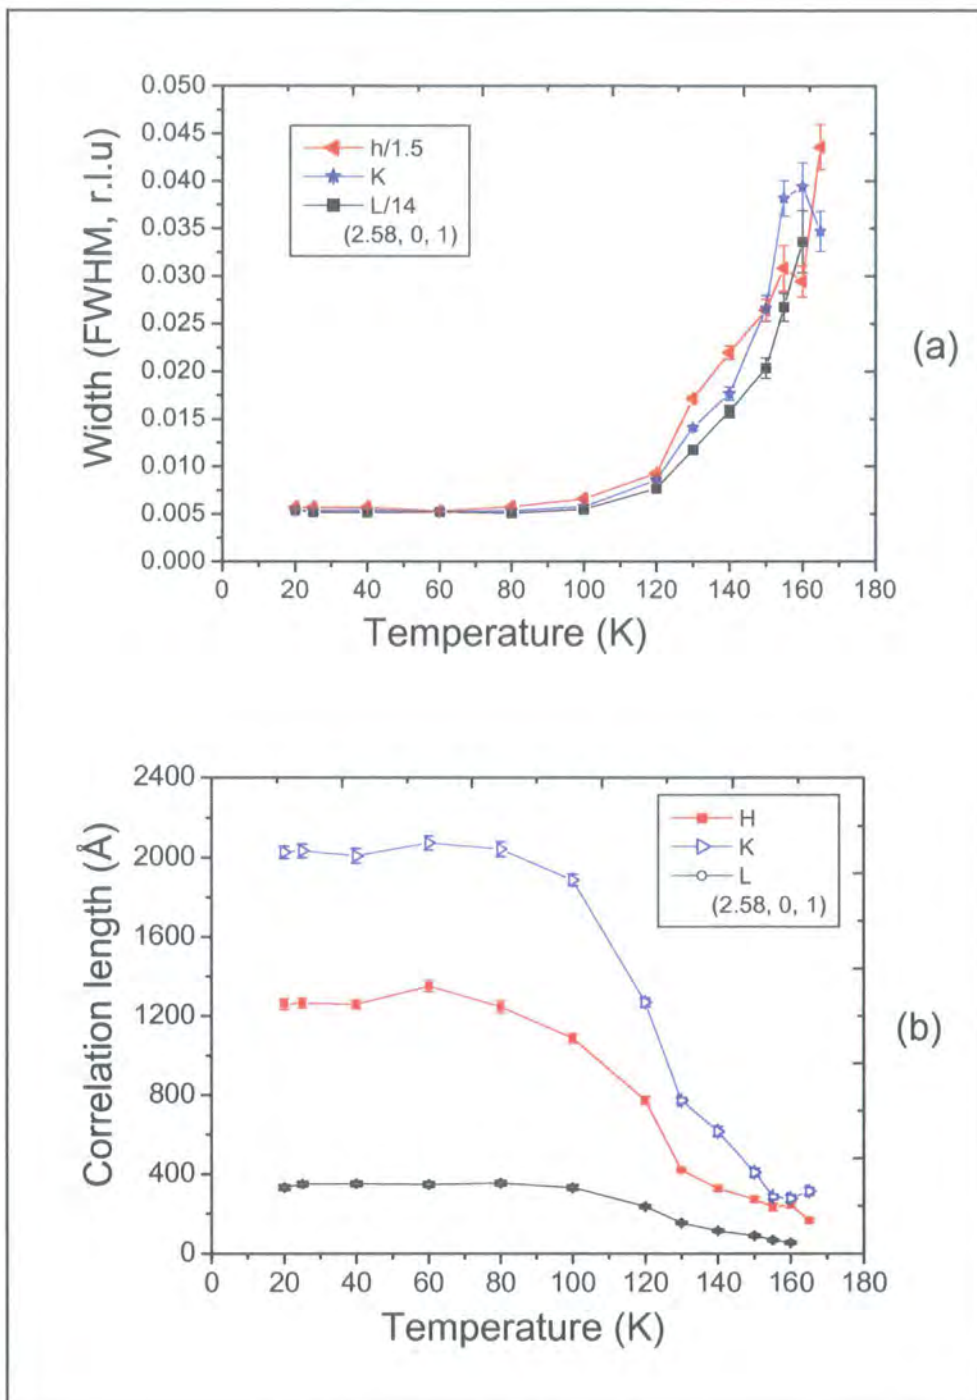 0.050
0.045
0.040
0.035
0.030
0.025
0.020
0.015
0.010
0.005
0.000
Width (FWHM, r.l.u)
h/1.5
K
L/14
(2.58, 0, 1)
0 20 40 60 80 100 120 140 160 180
Temperature (K)
(a)
2400
2000
1600
1200
800
400
0
Correlation length (Å)
H
K
L
(2.58, 0, 1)
0 20 40 60 80 100 120 140 160 180
Temperature (K)
(b)